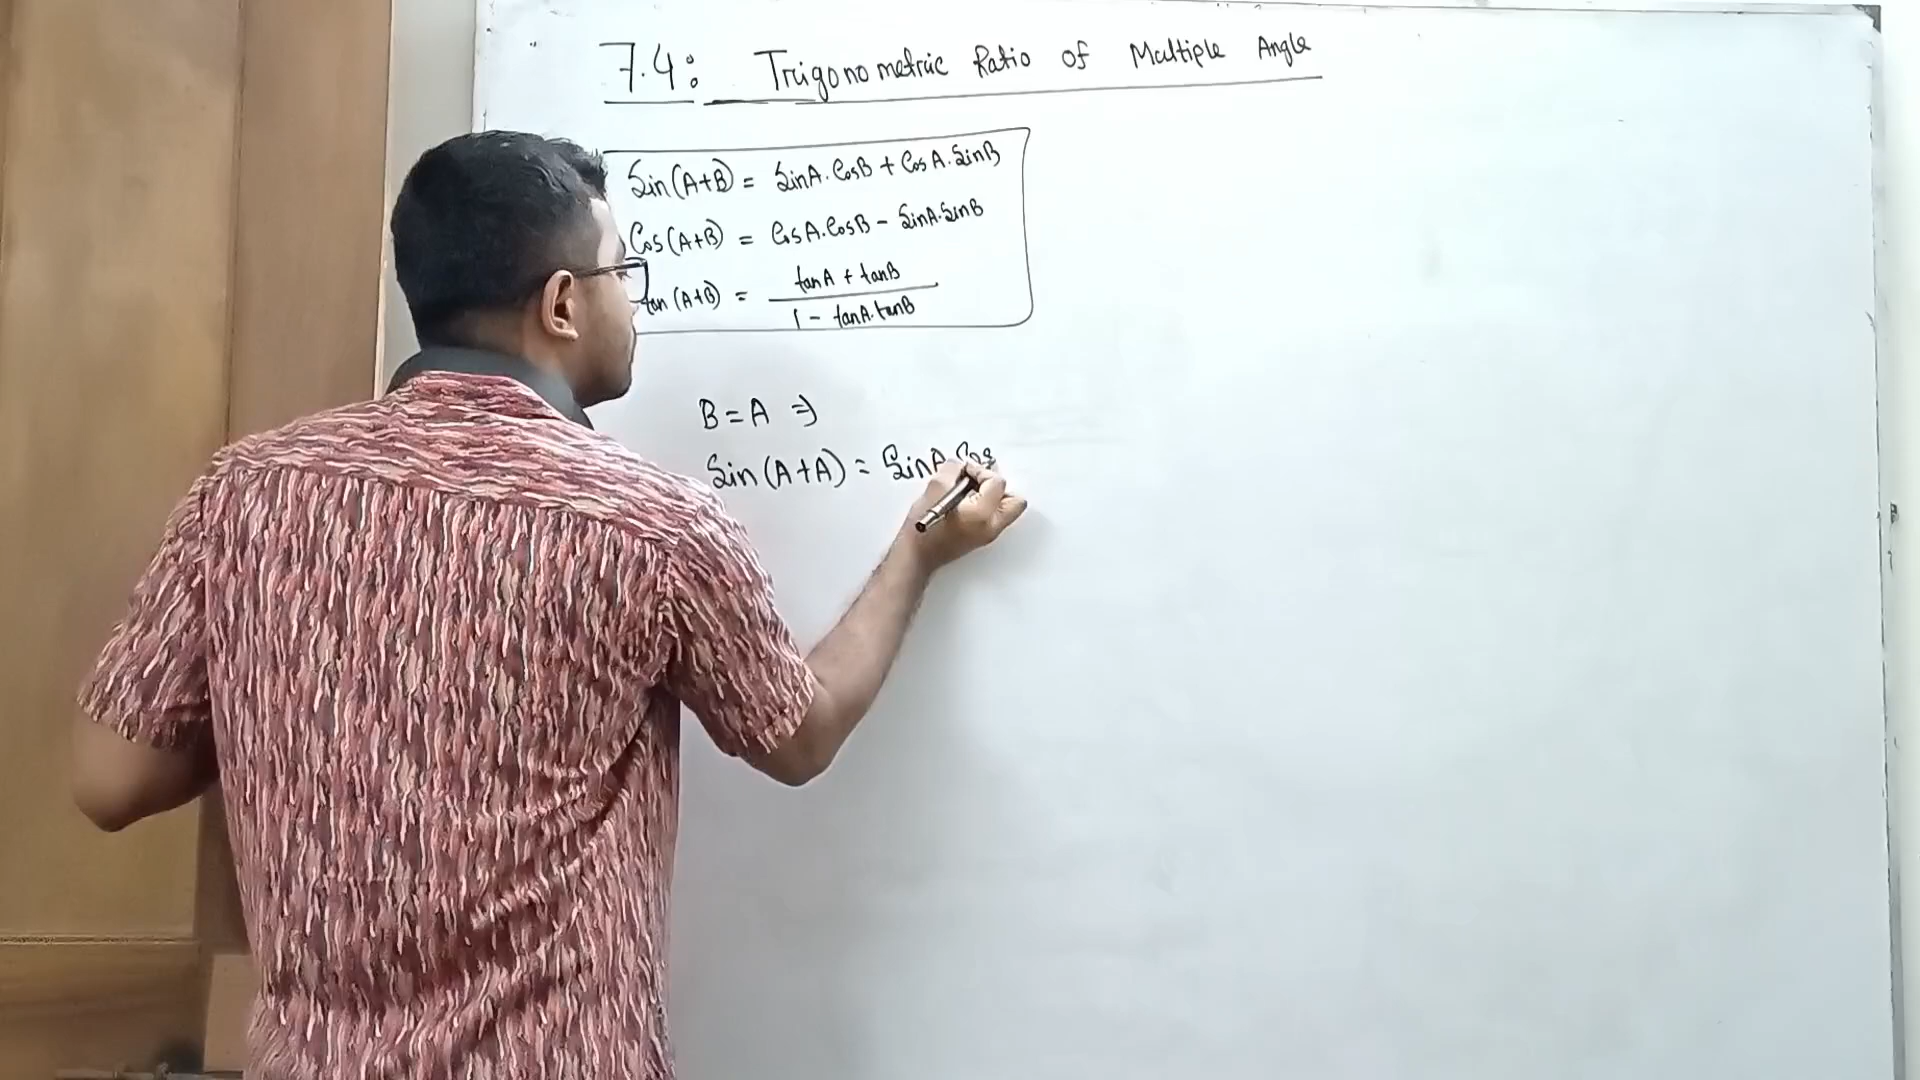 7.4: Trigonometric Ratio of Multiple Angle
Sin(A+B) = SinA.CosB + CosA.SinB
Cos(A+B) = CosA.CosB - SinA.SinB
tan(A+B) = tanA + tanB
1 - tanA.tanB
B = A ⇒
Sin(A+A) = SinA.Cos